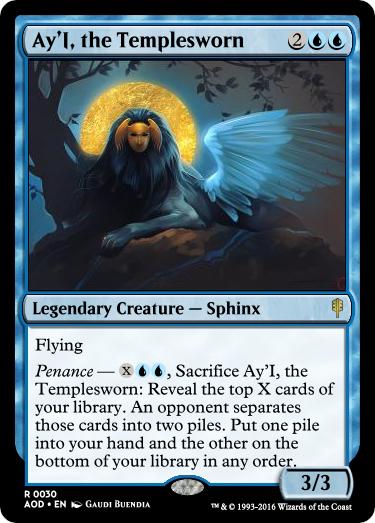 Ay'I, the Templesworn 2
Legendary Creature — Sphinx
Flying
Penance — X, Sacrifice Ay'I, the
Templesworn: Reveal the top X cards of
your library. An opponent separates
those cards into two piles. Put one pile
into your hand and the other on the
bottom of your library in any order.
3/3
R 0030
AOD • EN Gaudi Buendia
™ & © 1993-2016 Wizards of the Coast